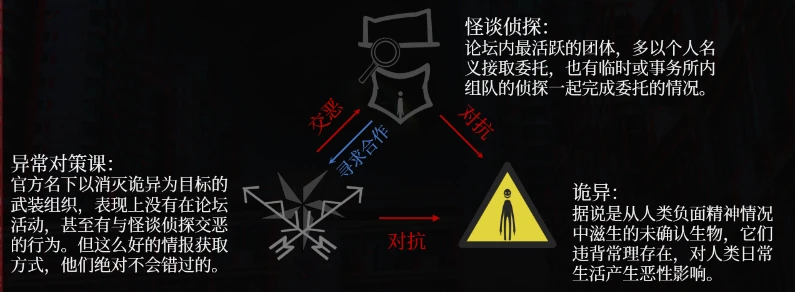 怪谈侦探：
论坛内最活跃的团体，多以个人名
义接取委托，也有临时或事务所内
组队的侦探一起完成委托的情况。
交恶
寻求合作
对抗
异常对策课：
官方名下以消灭诡异为目标的
武装组织，表现上没有在论坛
活动，甚至有与怪谈侦探交恶
的行为。但这么好的情报获取
方式，他们绝对不会错过的。
对抗
诡异：
据说是从人类负面精神情况
中滋生的未确认生物，它们
违背常理存在，对人类日常
生活产生恶性影响。